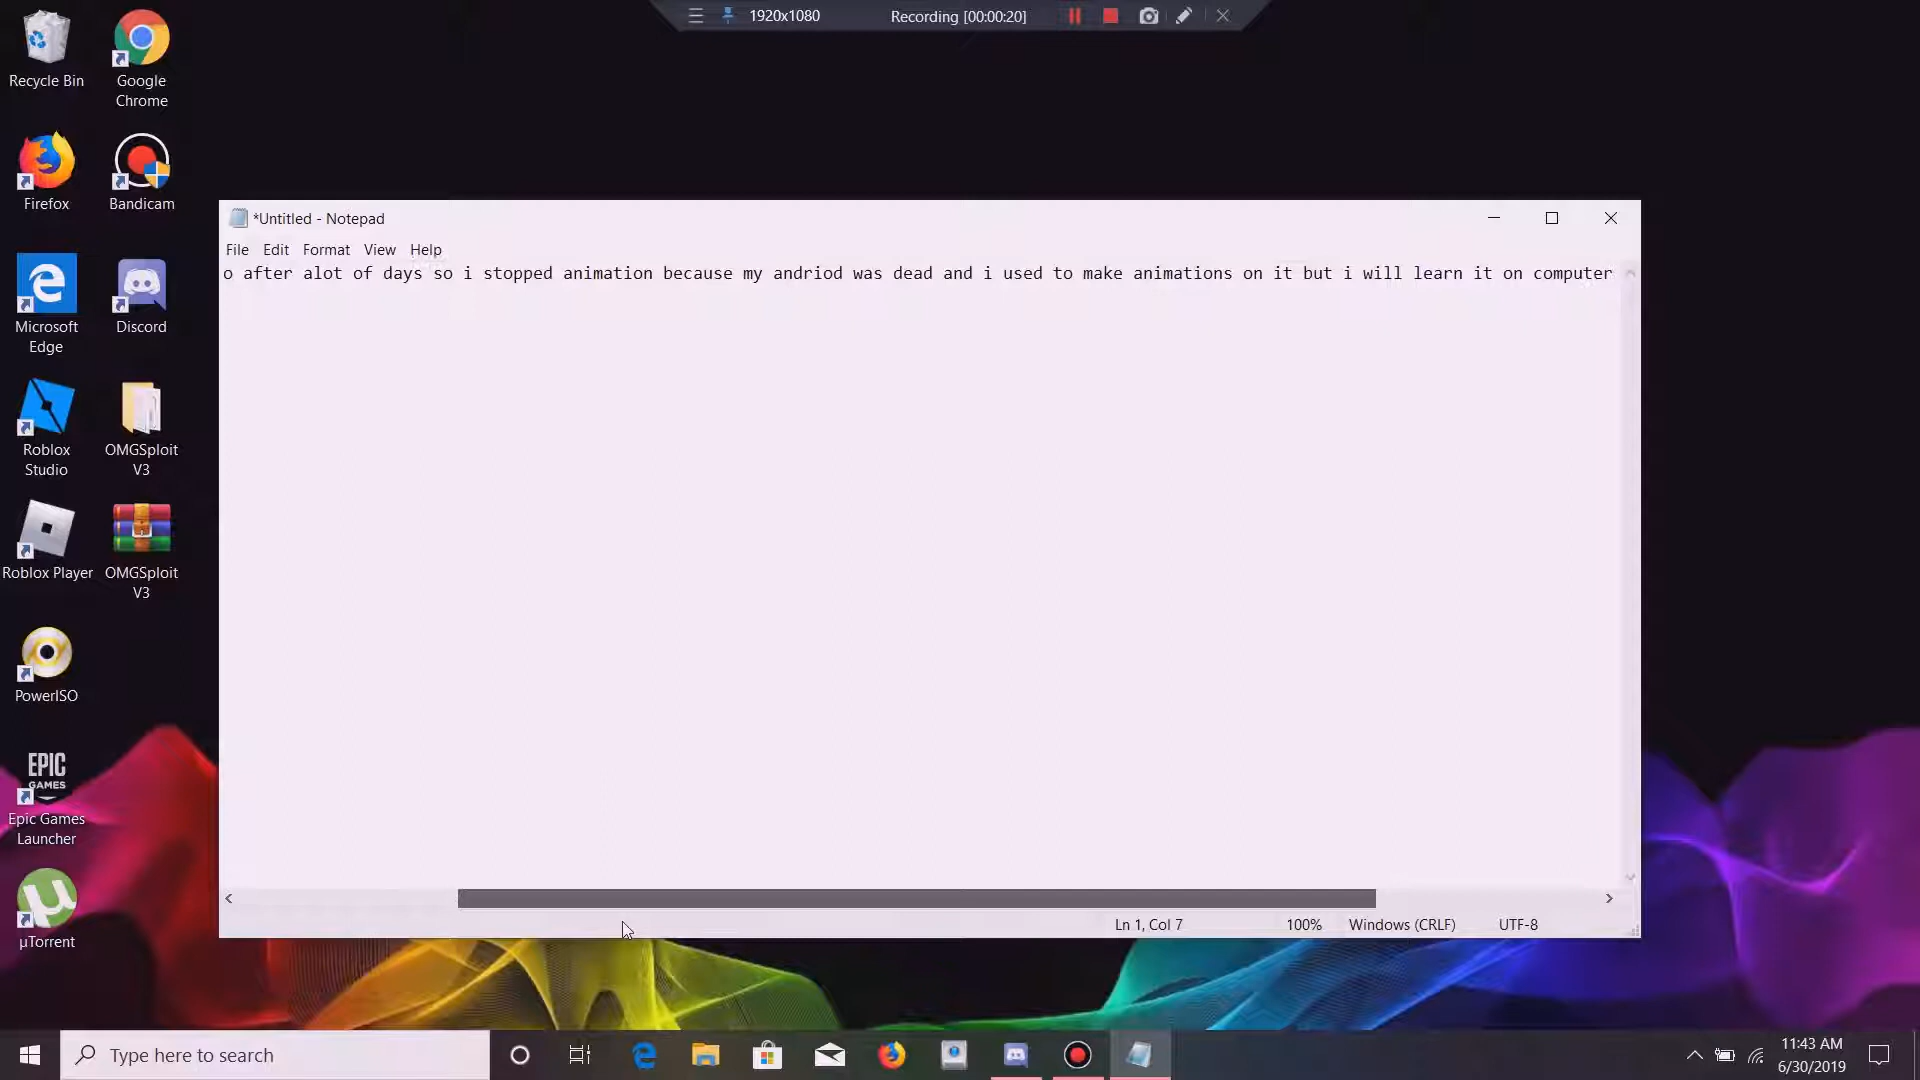 1920x1080
Recording [00:00:20]
Recycle Bin
Google
Chrome
Firefox
Bandicam
Microsoft
Edge
Discord
Roblox
Studio
OMGSploit
V3
Roblox Player
OMGSploit
V3
PowerISO
EPIC
GAMES
Epic Games
Launcher
µTorrent
*Untitled - Notepad
File Edit Format View Help
o after alot of days so i stopped animation because my andriod was dead and i used to make animations on it but i will learn it on computer
Ln 1, Col 7 100% Windows (CRLF) UTF-8
Type here to search
11:43 AM
6/30/2019